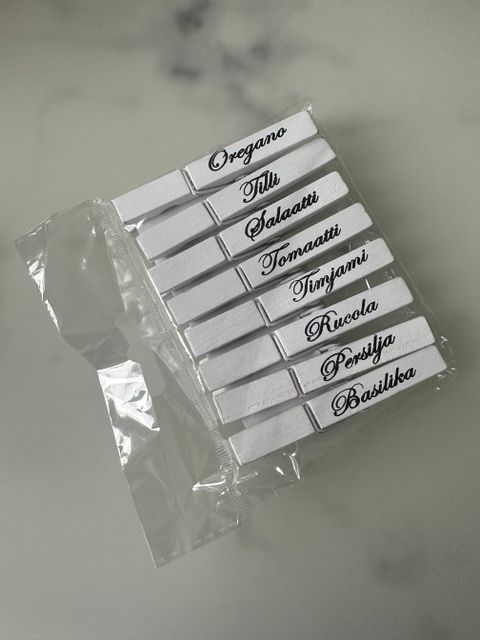 Oregano
Tilli
Salaatti
Tomaatti
Timjami
Rucola
Persilja
Basilika